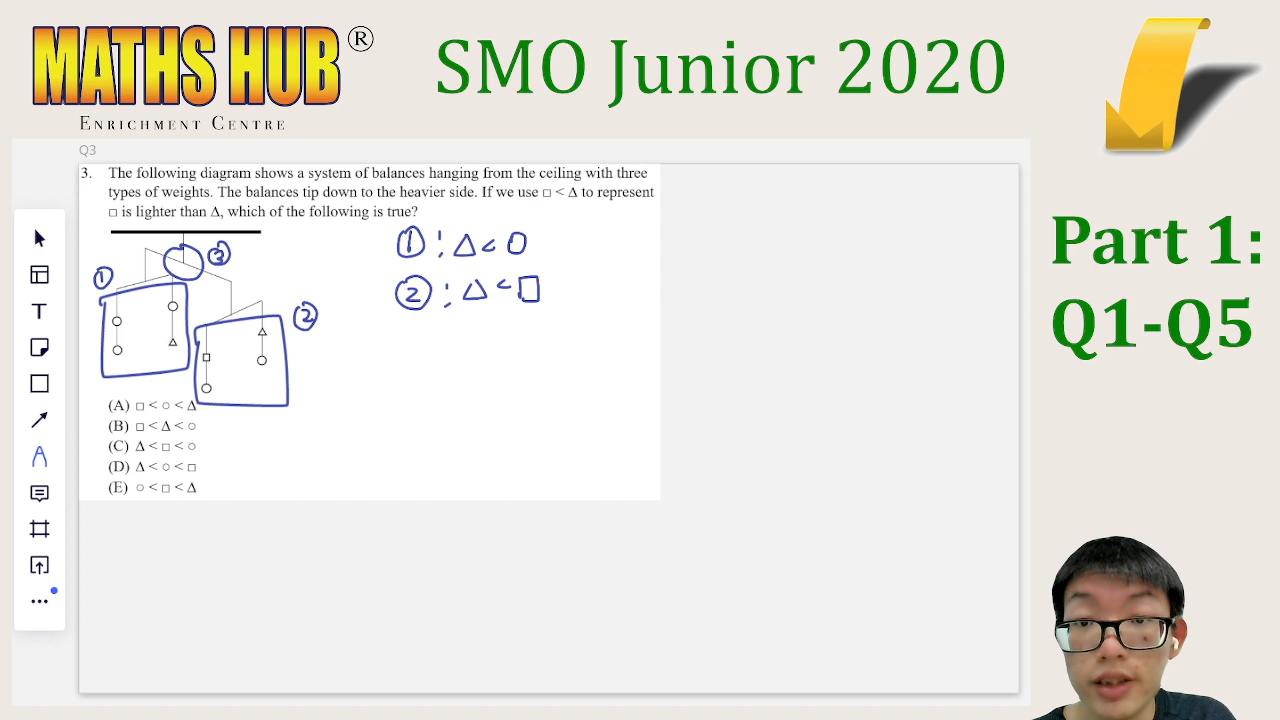 MATHS HUB ®
ENRICHMENT CENTRE
SMO Junior 2020
Part 1:
Q1-Q5
Q3
3. The following diagram shows a system of balances hanging from the ceiling with three
types of weights. The balances tip down to the heavier side. If we use □ < Δ to represent
□ is lighter than Δ, which of the following is true?
① : Δ < ○
② : Δ < □
③
①
②
(A) □ < ○ < Δ
(B) □ < Δ < ○
(C) Δ < □ < ○
(D) Δ < ○ < □
(E) ○ < □ < Δ